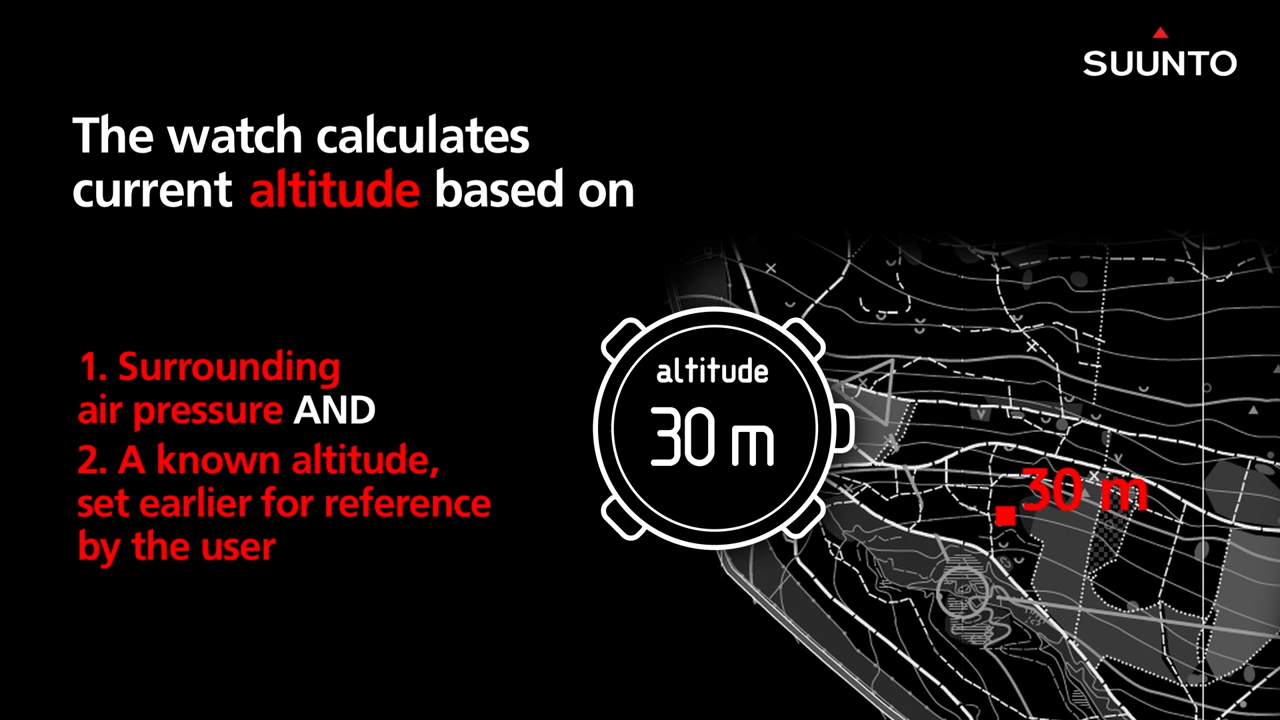 SUUNTO
The watch calculates
current altitude based on
1. Surrounding
air pressure AND
2. A known altitude,
set earlier for reference
by the user
altitude
30 m
30 m